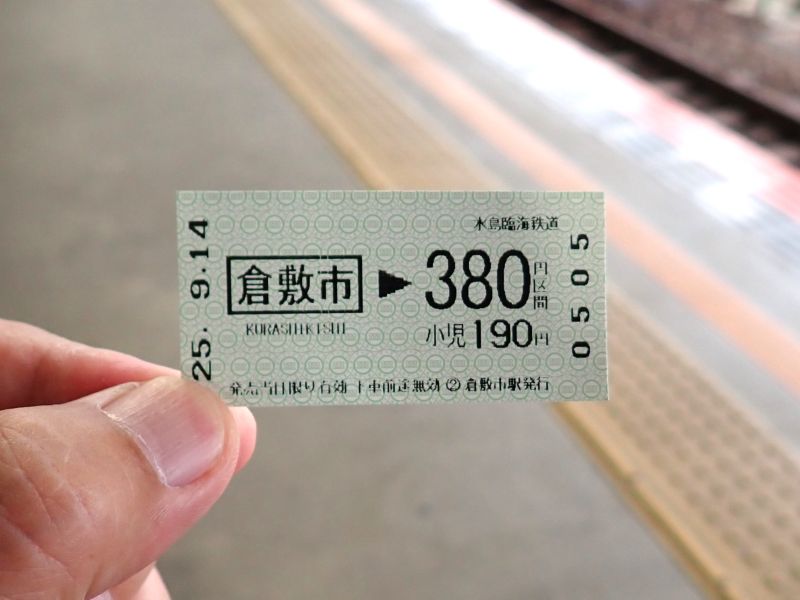 水島臨海鉄道
25. 9.14
倉敷市 ▶ 380円区間
KURASHIKISHI
小児190円
0505
発売当日限り有効 下車前途無効 ② 倉敷市駅発行